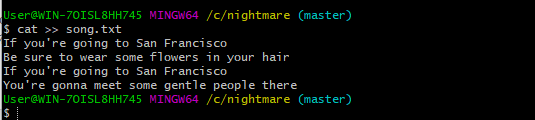 User@WIN-7OISL8HH745 MINGW64 /c/nightmare (master)
$ cat >> song.txt
If you're going to San Francisco
Be sure to wear some flowers in your hair
If you're going to San Francisco
You're gonna meet some gentle people there
User@WIN-7OISL8HH745 MINGW64 /c/nightmare (master)
$